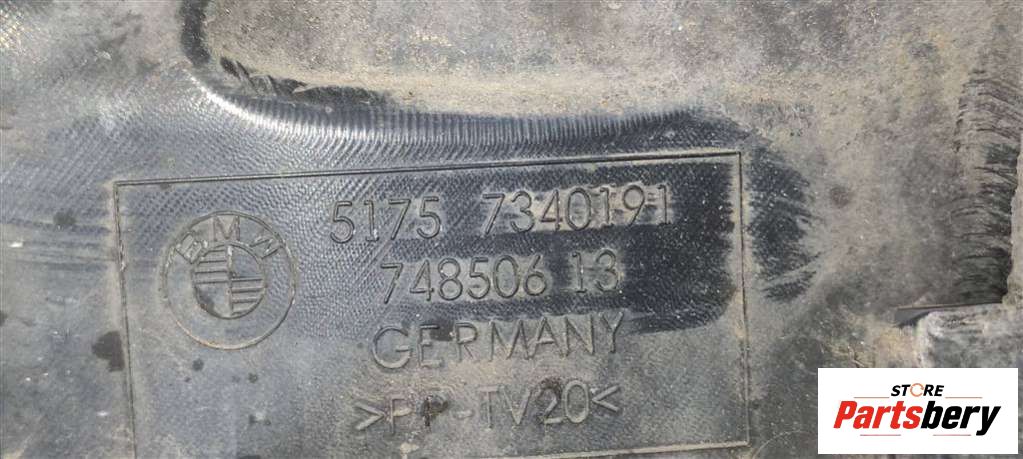 BMW
5175 7340191
748506 13
GERMANY
>PP-TV20<
STORE
Partsbery